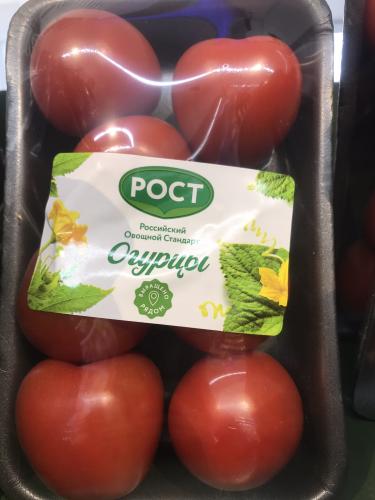 РОСТ
Российский
Овощной Стандарт
Огурцы
ВЫРАЩЕНО
РЯДОМ